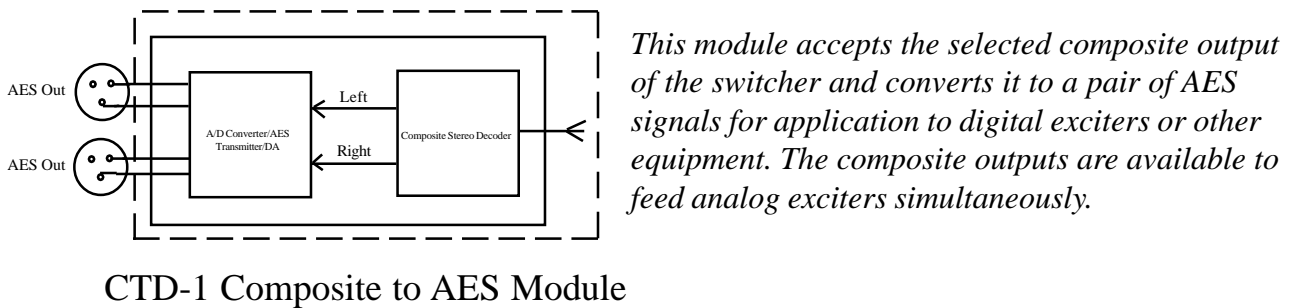 AES Out
AES Out
A/D Converter/AES
Transmitter/DA
Left
Right
Composite Stereo Decoder
This module accepts the selected composite output
of the switcher and converts it to a pair of AES
signals for application to digital exciters or other
equipment. The composite outputs are available to
feed analog exciters simultaneously.
CTD-1 Composite to AES Module